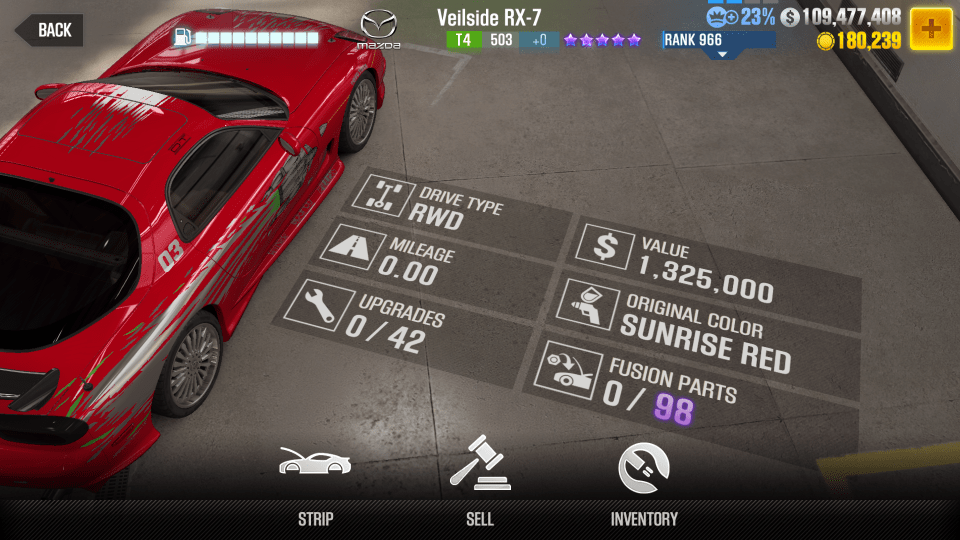 BACK
mazda
Veilside RX-7
T4 503 +0
23%
109,477,408
180,239
RANK 966
+
DRIVE TYPE
RWD
MILEAGE
0.00
UPGRADES
0 / 42
$
VALUE
1,325,000
ORIGINAL COLOR
SUNRISE RED
FUSION PARTS
0 / 98
03
STRIP
SELL
INVENTORY